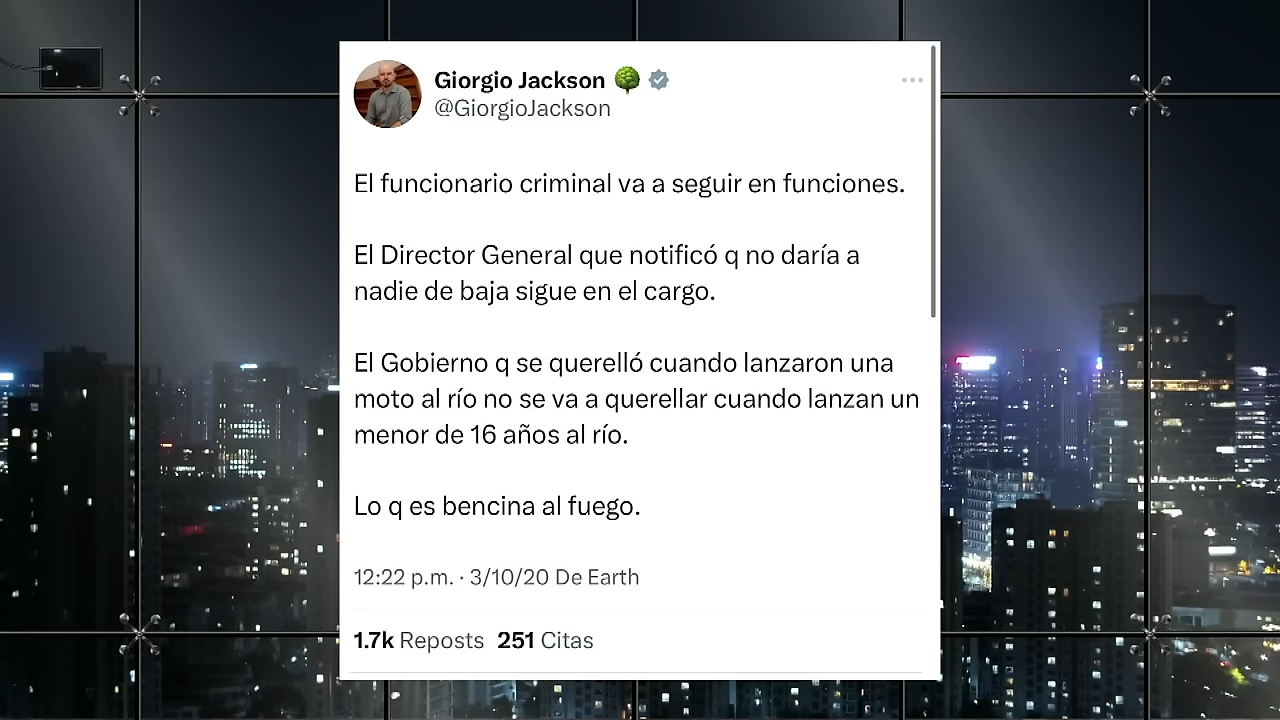 Giorgio Jackson 🌳
@GiorgioJackson
El funcionario criminal va a seguir en funciones.
El Director General que notificó q no daría a
nadie de baja sigue en el cargo.
El Gobierno q se querelló cuando lanzaron una
moto al río no se va a querellar cuando lanzan un
menor de 16 años al río.
Lo q es bencina al fuego.
12:22 p.m. · 3/10/20 De Earth
1.7k Reposts 251 Citas